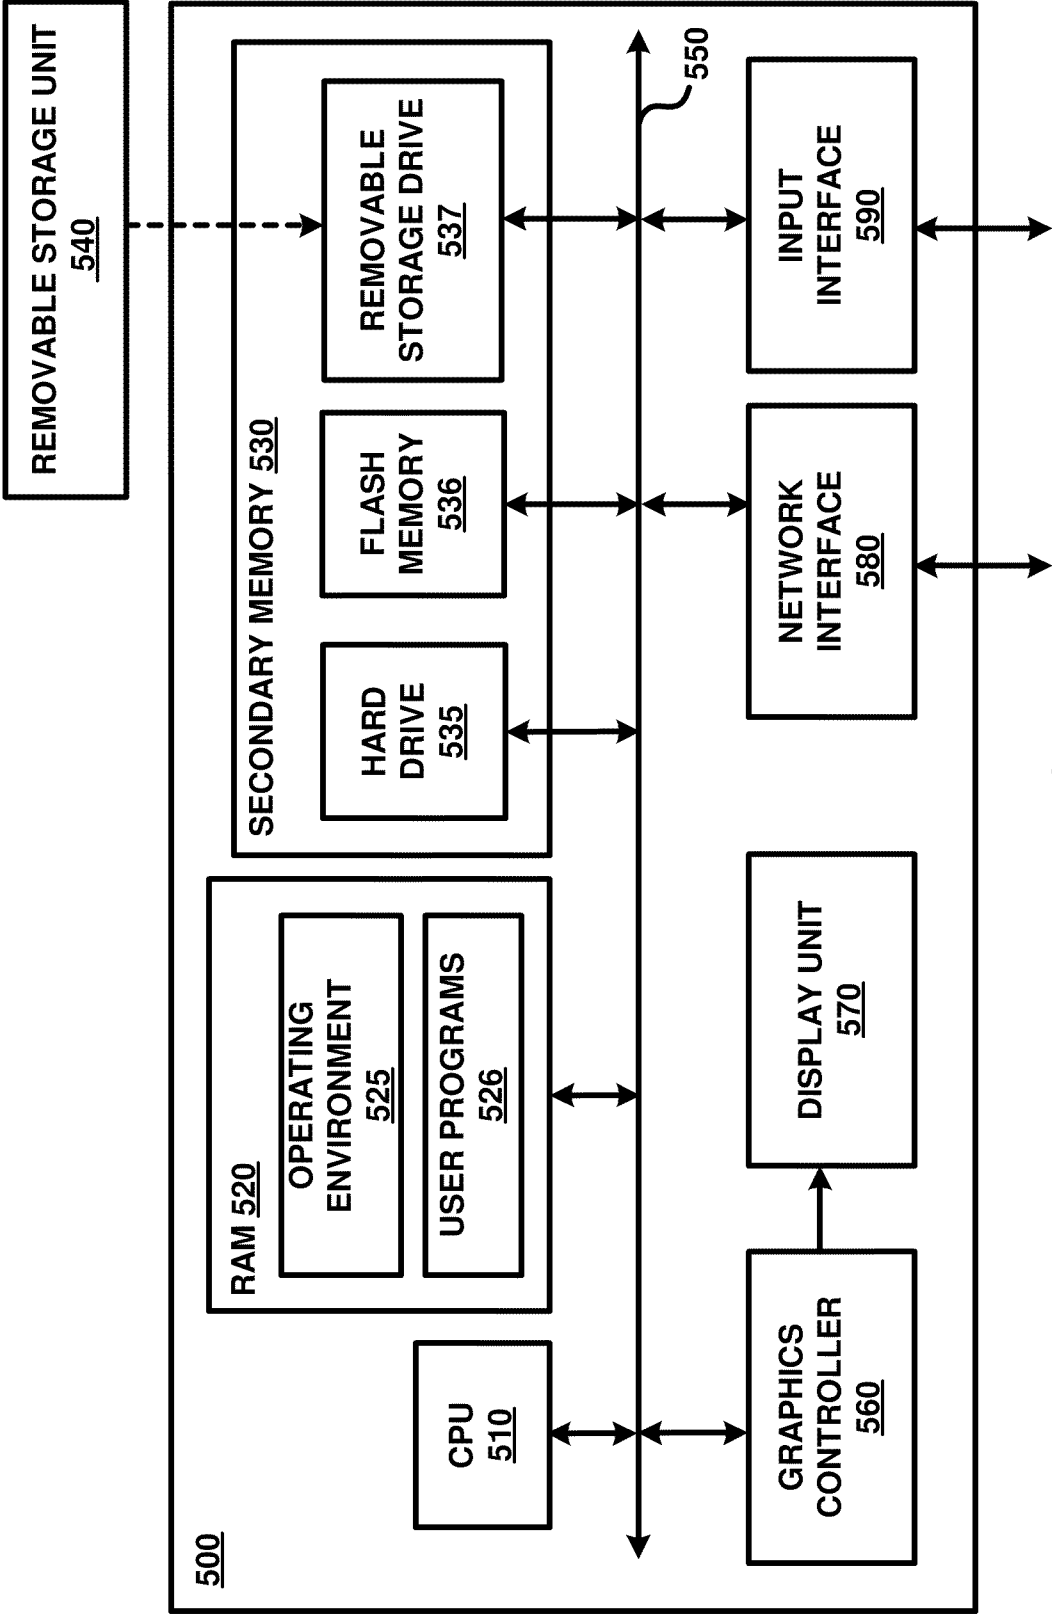 REMOVABLE STORAGE UNIT
540
500
CPU
510
RAM 520
OPERATING
ENVIRONMENT
525
USER PROGRAMS
526
SECONDARY MEMORY 530
HARD
DRIVE
535
FLASH
MEMORY
536
REMOVABLE
STORAGE DRIVE
537
550
GRAPHICS
CONTROLLER
560
DISPLAY UNIT
570
NETWORK
INTERFACE
580
INPUT
INTERFACE
590